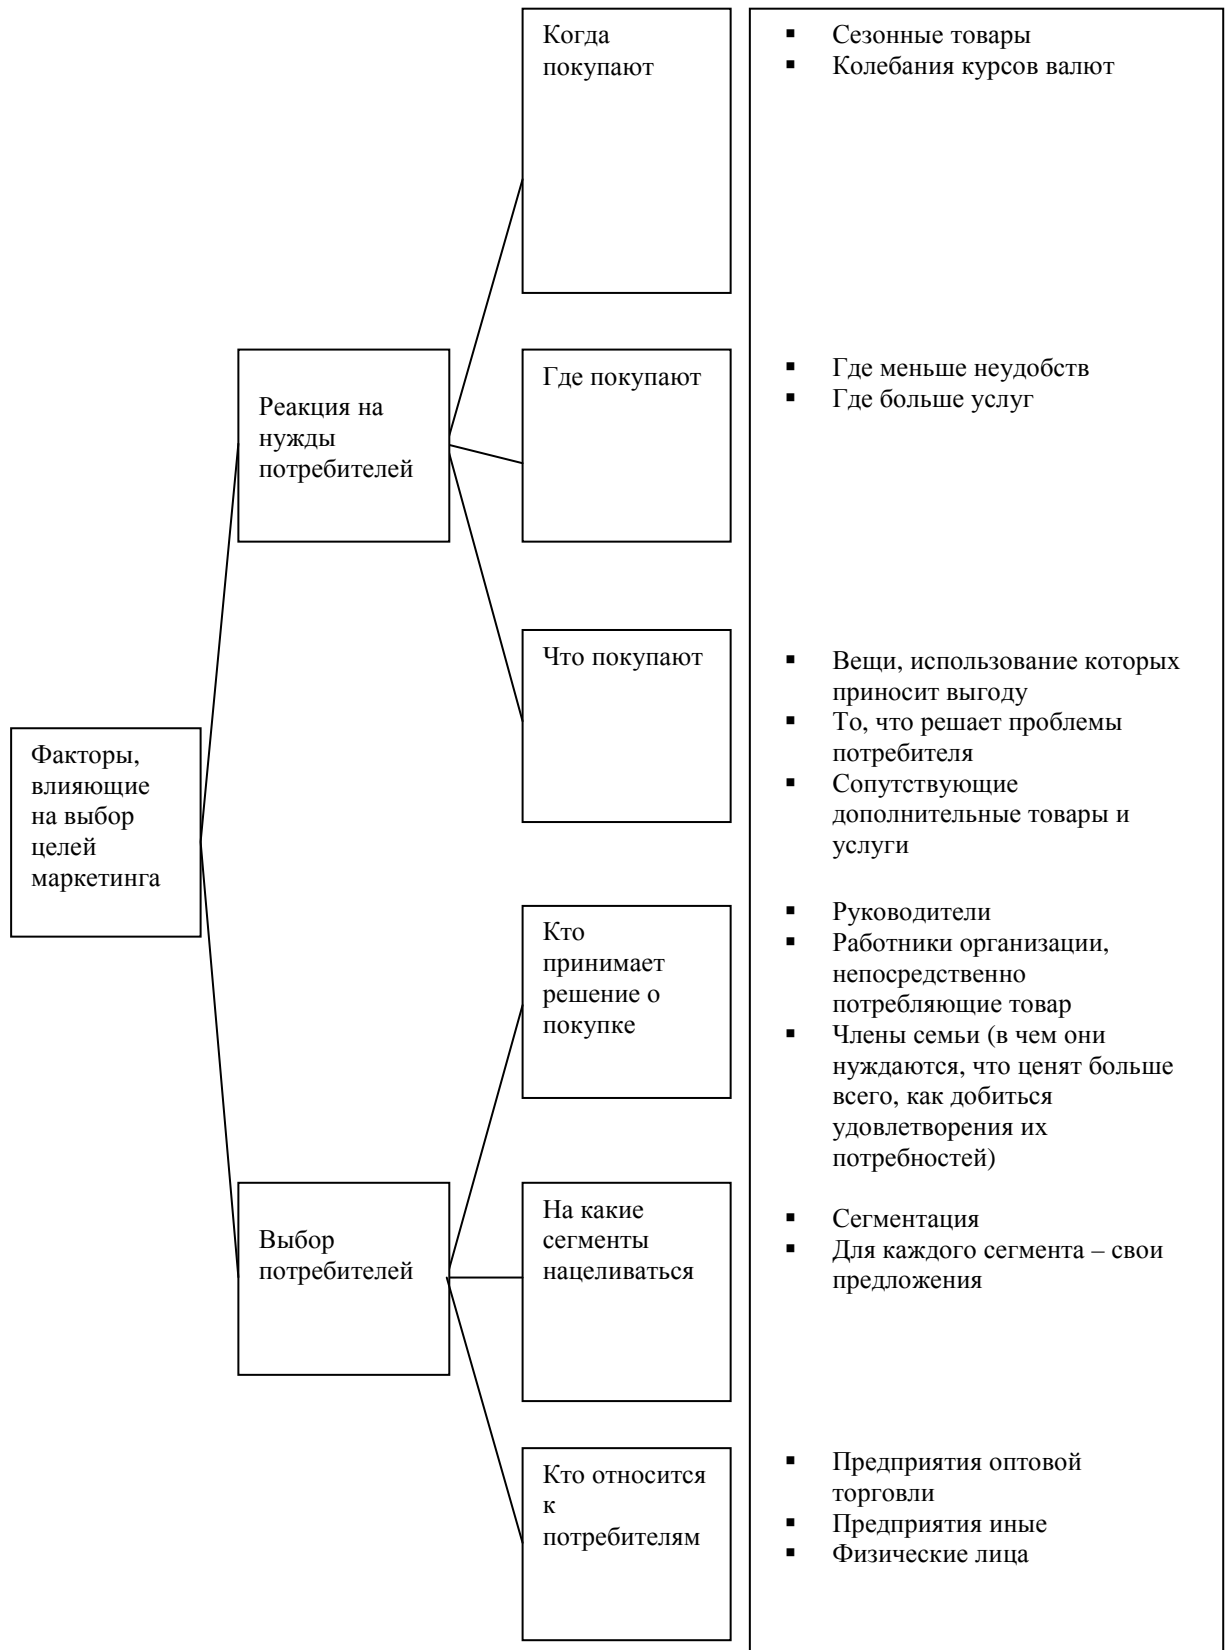 Когда
покупают
▪ Сезонные товары
▪ Колебания курсов валют
Реакция на
нужды
потребителей
Где покупают
▪ Где меньше неудобств
▪ Где больше услуг
Что покупают
▪ Вещи, использование которых
приносит выгоду
▪ То, что решает проблемы
потребителя
▪ Сопутствующие
дополнительные товары и
услуги
Факторы,
влияющие
на выбор
целей
маркетинга
Кто
принимает
решение о
покупке
▪ Руководители
▪ Работники организации,
непосредственно
потребляющие товар
▪ Члены семьи (в чем они
нуждаются, что ценят больше
всего, как добиться
удовлетворения их
потребностей)
Выбор
потребителей
На какие
сегменты
нацеливаться
▪ Сегментация
▪ Для каждого сегмента – свои
предложения
Кто относится
к
потребителям
▪ Предприятия оптовой
торговли
▪ Предприятия иные
▪ Физические лица